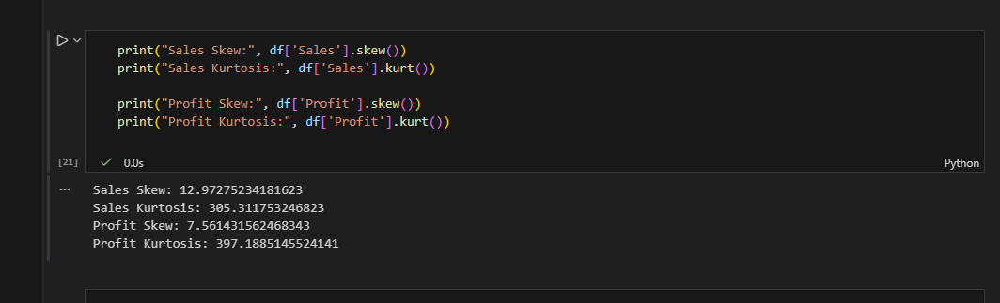 print("Sales Skew:", df['Sales'].skew())
print("Sales Kurtosis:", df['Sales'].kurt())
print("Profit Skew:", df['Profit'].skew())
print("Profit Kurtosis:", df['Profit'].kurt())
[21] 0.0s Python
Sales Skew: 12.97275234181623
Sales Kurtosis: 305.311753246823
Profit Skew: 7.561431562468343
Profit Kurtosis: 397.1885145524141